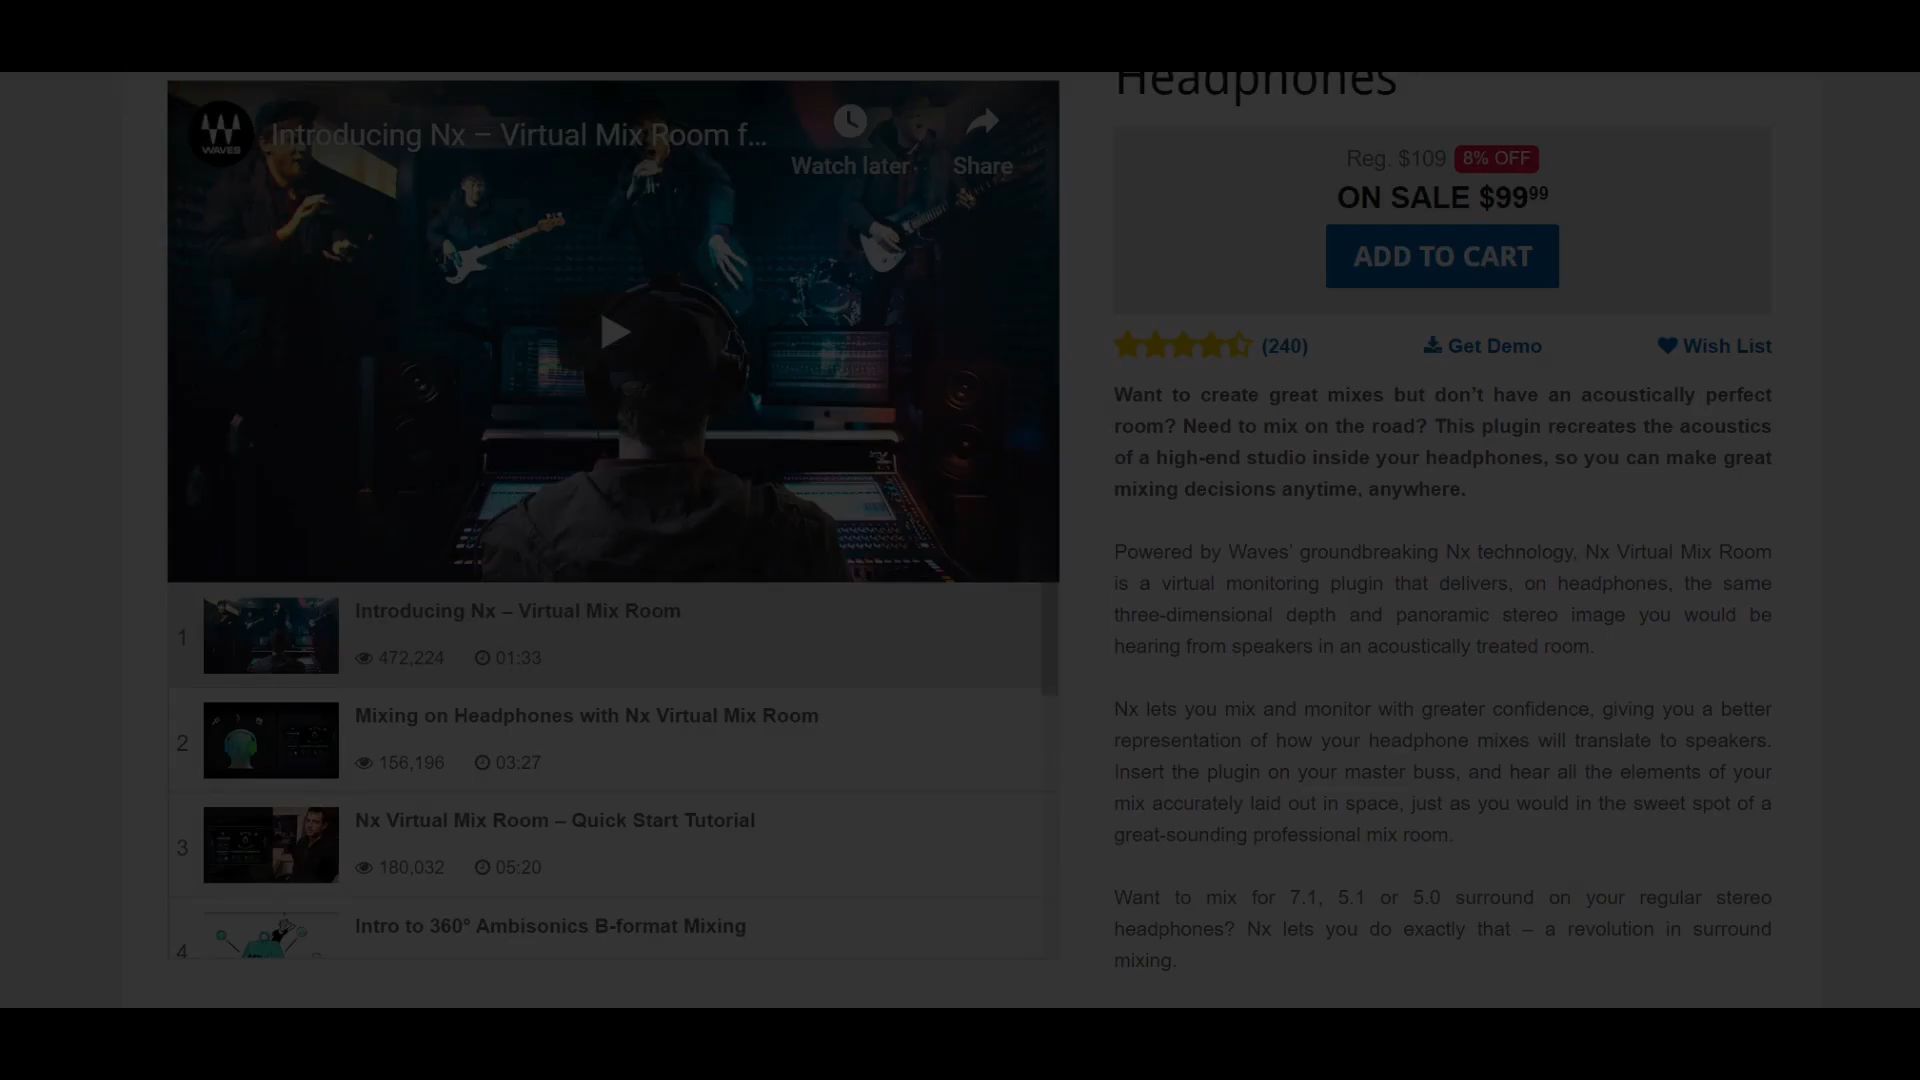 Headphones
WAVES
Introducing Nx – Virtual Mix Room f...
Watch later
Share
Reg. $109 8% OFF
ON SALE $99⁹⁹
ADD TO CART
(240)
Get Demo
Wish List
Want to create great mixes but don’t have an acoustically perfect
room? Need to mix on the road? This plugin recreates the acoustics
of a high-end studio inside your headphones, so you can make great
mixing decisions anytime, anywhere.
Powered by Waves’ groundbreaking Nx technology, Nx Virtual Mix Room
is a virtual monitoring plugin that delivers, on headphones, the same
three-dimensional depth and panoramic stereo image you would be
hearing from speakers in an acoustically treated room.
Nx lets you mix and monitor with greater confidence, giving you a better
representation of how your headphone mixes will translate to speakers.
Insert the plugin on your master buss, and hear all the elements of your
mix accurately laid out in space, just as you would in the sweet spot of a
great-sounding professional mix room.
Want to mix for 7.1, 5.1 or 5.0 surround on your regular stereo
headphones? Nx lets you do exactly that – a revolution in surround
mixing.
1
Introducing Nx – Virtual Mix Room
472,224 01:33
2
Mixing on Headphones with Nx Virtual Mix Room
156,196 03:27
3
Nx Virtual Mix Room – Quick Start Tutorial
180,032 05:20
4
Intro to 360° Ambisonics B-format Mixing